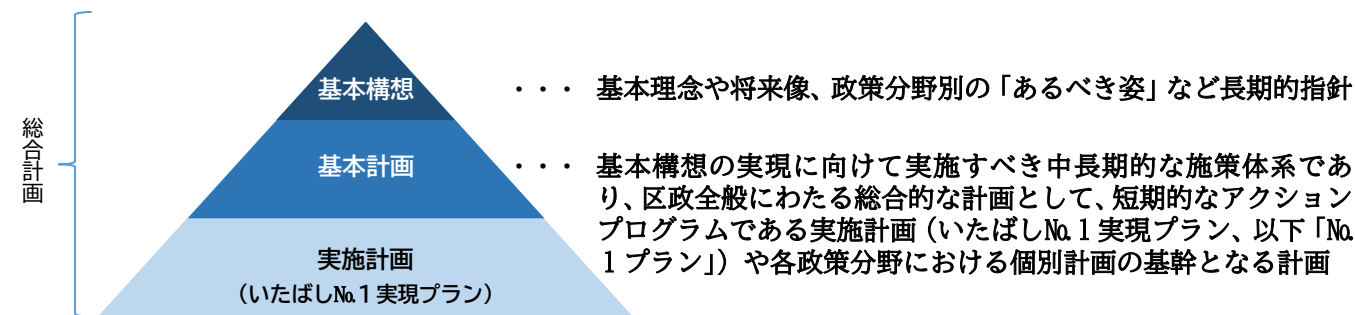 総合計画
基本構想
・・・ 基本理念や将来像、政策分野別の「あるべき姿」など長期的指針
基本計画
・・・ 基本構想の実現に向けて実施すべき中長期的な施策体系であ
り、区政全般にわたる総合的な計画として、短期的なアクション
プログラムである実施計画（いたばし№1実現プラン、以下「№
1プラン」）や各政策分野における個別計画の基幹となる計画
実施計画
（いたばし№1実現プラン）